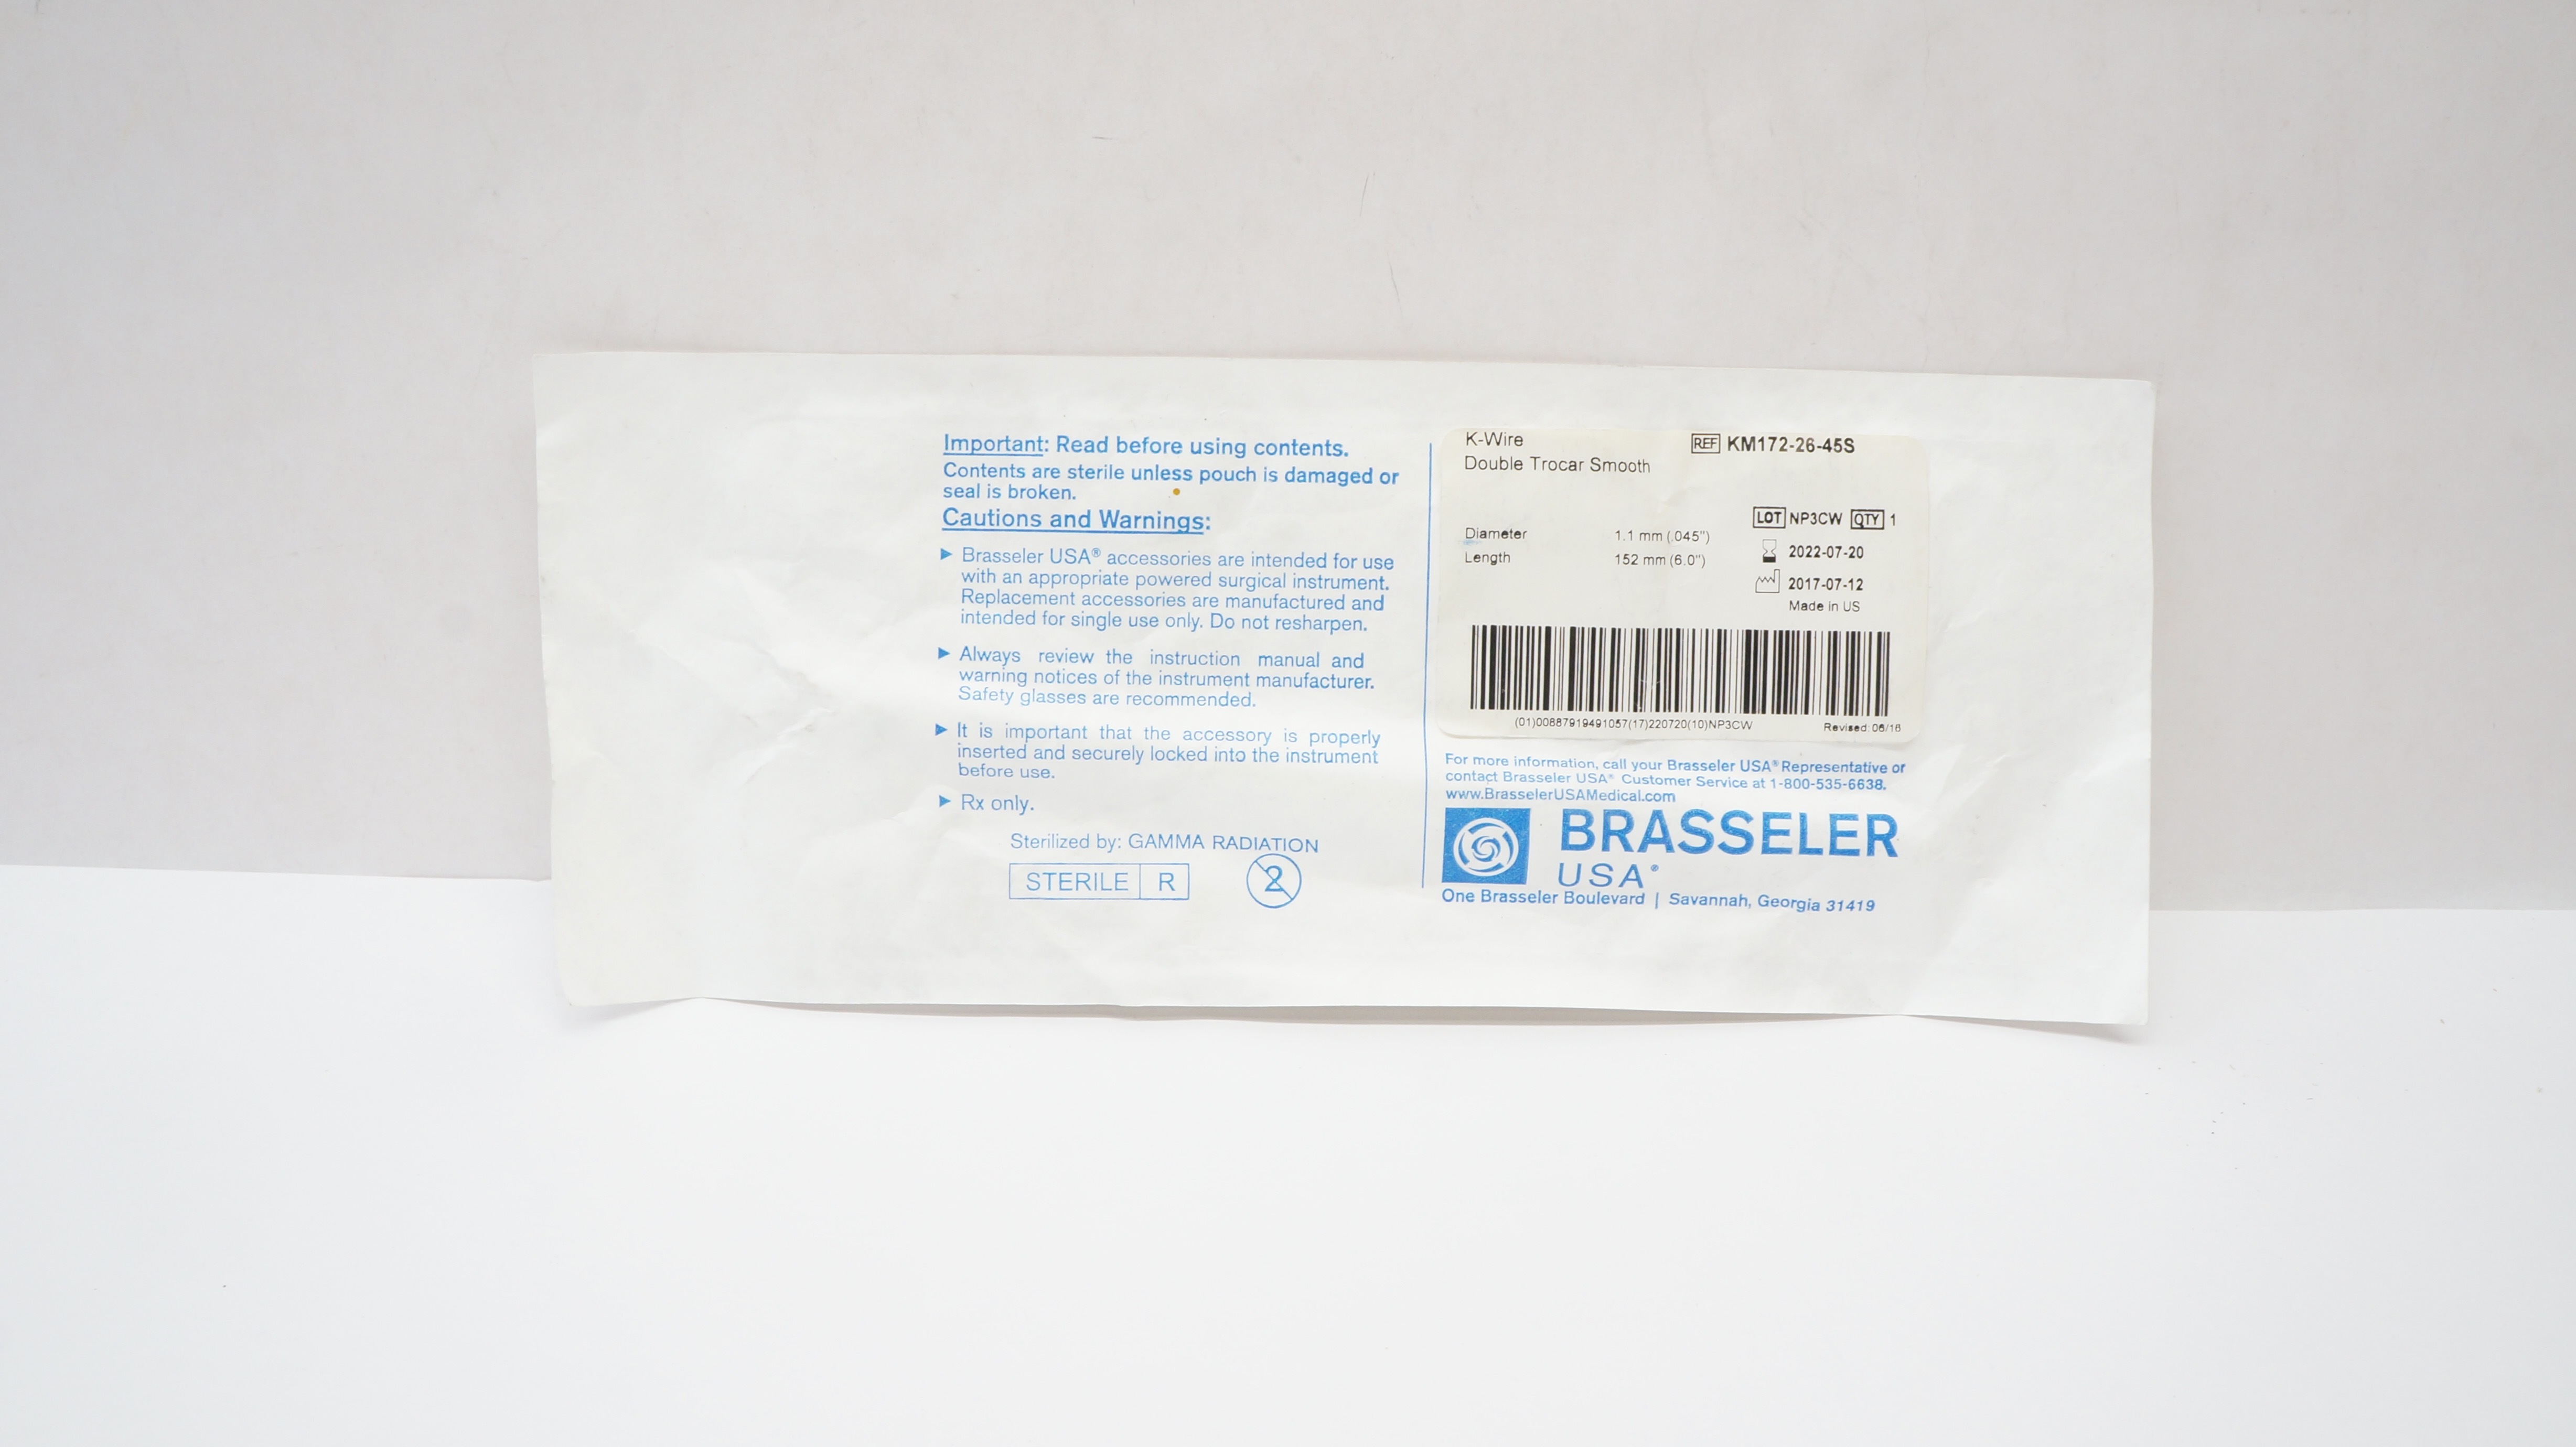 Important: Read before using contents.
Contents are sterile unless pouch is damaged or
seal is broken.
Cautions and Warnings:
▶ Brasseler USA® accessories are intended for use
with an appropriate powered surgical instrument.
Replacement accessories are manufactured and
intended for single use only. Do not resharpen.
▶ Always review the instruction manual and
warning notices of the instrument manufacturer.
Safety glasses are recommended.
▶ It is important that the accessory is properly
inserted and securely locked into the instrument
before use.
▶ Rx only.
Sterilized by: GAMMA RADIATION
STERILE R 2
K-Wire REF KM172-26-45S
Double Trocar Smooth
LOT NP3CW QTY 1
Diameter 1.1 mm (.045")
2022-07-20
Length 152 mm (6.0")
2017-07-12
Made in US
(01)00887919491057(17)220720(10)NP3CW Revised:06/16
For more information, call your Brasseler USA® Representative or
contact Brasseler USA® Customer Service at 1-800-535-6638.
www.BrasselerUSAMedical.com
BRASSELER
USA®
One Brasseler Boulevard | Savannah, Georgia 31419